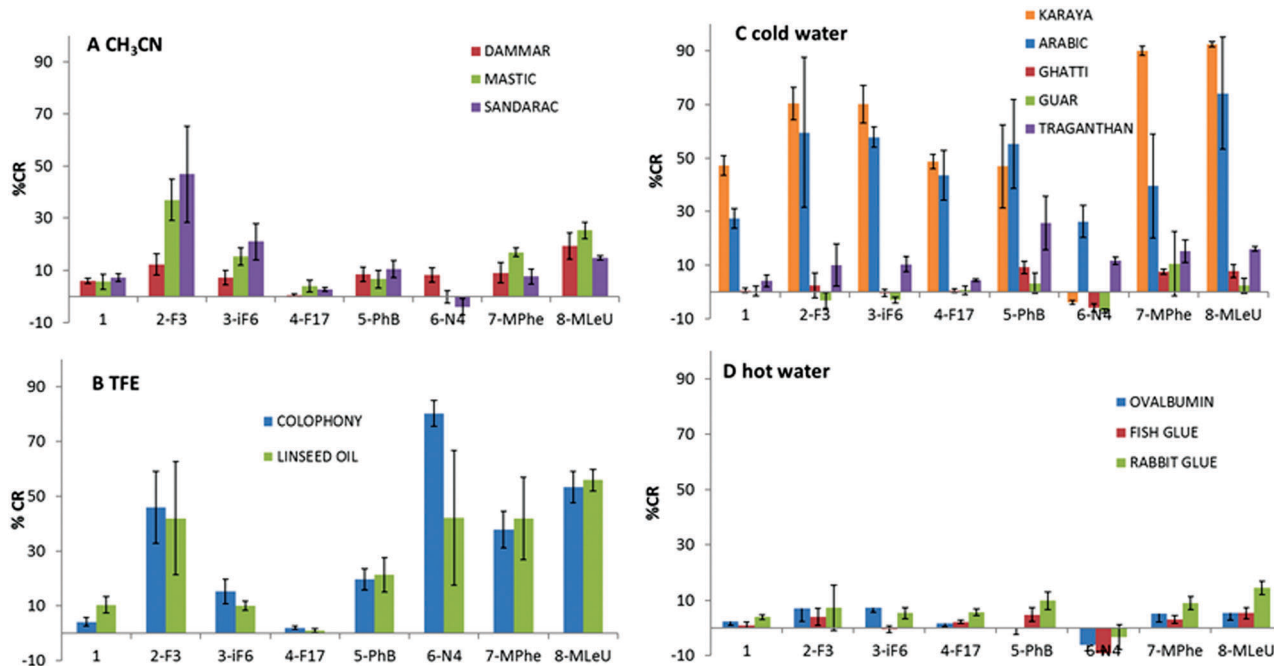 A CH₃CN
DAMMAR
MASTIC
SANDARAC
%CR
90
70
50
30
10
-10
1 2-F3 3-iF6 4-F17 5-PhB 6-N4 7-MPhe 8-MLeU
C cold water
KARAYA
ARABIC
GHATTI
GUAR
TRAGANTHAN
%CR
90
70
50
30
10
-10
1 2-F3 3-iF6 4-F17 5-PhB 6-N4 7-MPhe 8-MLeU
B TFE
COLOPHONY
LINSEED OIL
% CR
90
70
50
30
10
-10
1 2-F3 3-iF6 4-F17 5-PhB 6-N4 7-MPhe 8-MLeU
D hot water
OVALBUMIN
FISH GLUE
RABBIT GLUE
%CR
90
70
50
30
10
-10
1 2-F3 3-iF6 4-F17 5-PhB 6-N4 7-MPhe 8-MLeU